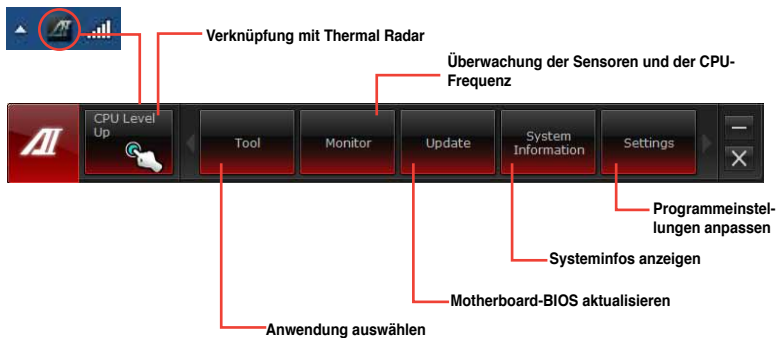 Verknüpfung mit Thermal Radar
Überwachung der Sensoren und der CPU-
Frequenz
CPU Level
Up
Tool
Monitor
Update
System
Information
Settings
Programmeinstel-
lungen anpassen
Systeminfos anzeigen
Motherboard-BIOS aktualisieren
Anwendung auswählen